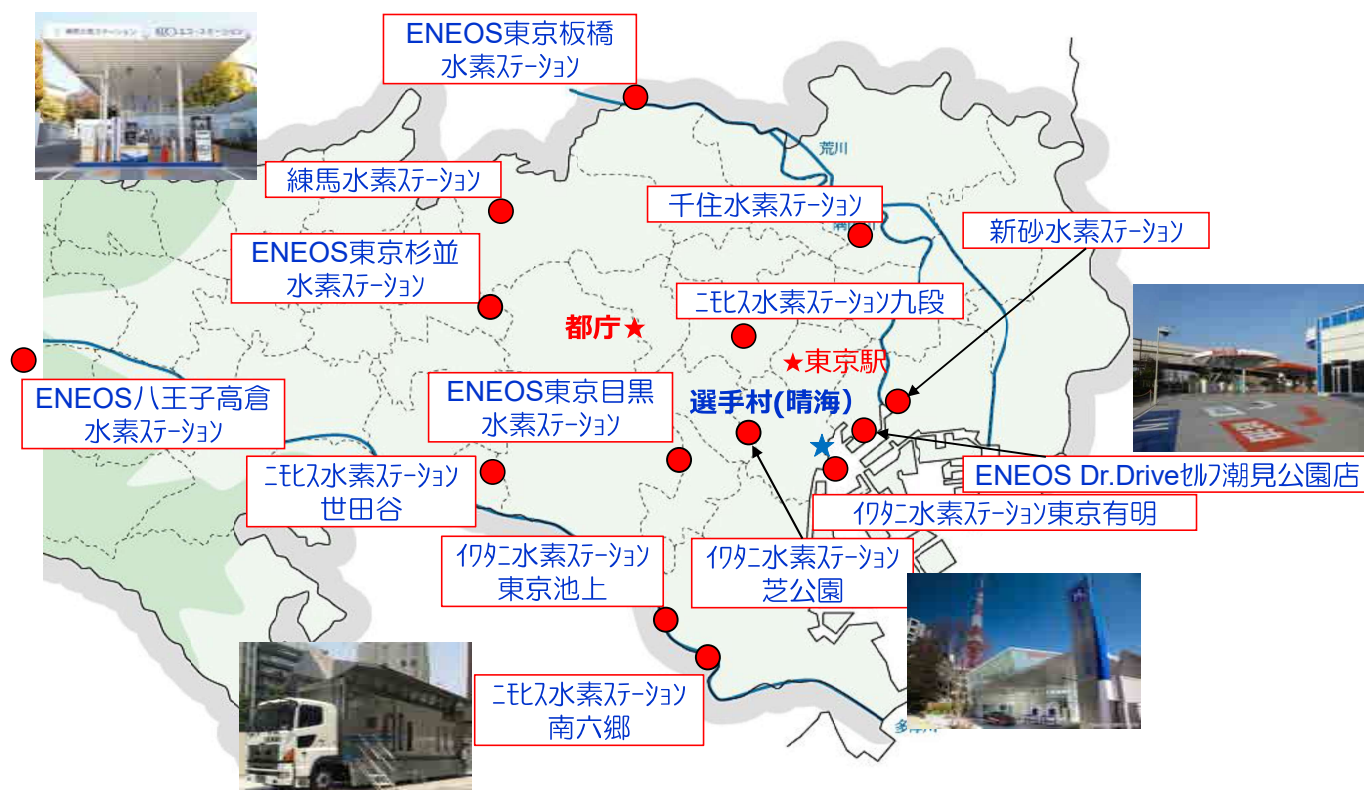 ENEOS東京板橋
水素ｽﾃｰｼｮﾝ
荒川
練馬水素ｽﾃｰｼｮﾝ
千住水素ｽﾃｰｼｮﾝ
新砂水素ｽﾃｰｼｮﾝ
ENEOS東京杉並
水素ｽﾃｰｼｮﾝ
ﾆﾓﾋｽ水素ｽﾃｰｼｮﾝ九段
都庁★
★東京駅
ENEOS八王子高倉
水素ｽﾃｰｼｮﾝ
ENEOS東京目黒
水素ｽﾃｰｼｮﾝ
選手村(晴海）
★
ﾆﾓﾋｽ水素ｽﾃｰｼｮﾝ
世田谷
ENEOS Dr.Driveｾﾙﾌ潮見公園店
ｲﾜﾀﾆ水素ｽﾃｰｼｮﾝ東京有明
ｲﾜﾀﾆ水素ｽﾃｰｼｮﾝ
東京池上
ｲﾜﾀﾆ水素ｽﾃｰｼｮﾝ
芝公園
ﾆﾓﾋｽ水素ｽﾃｰｼｮﾝ
南六郷